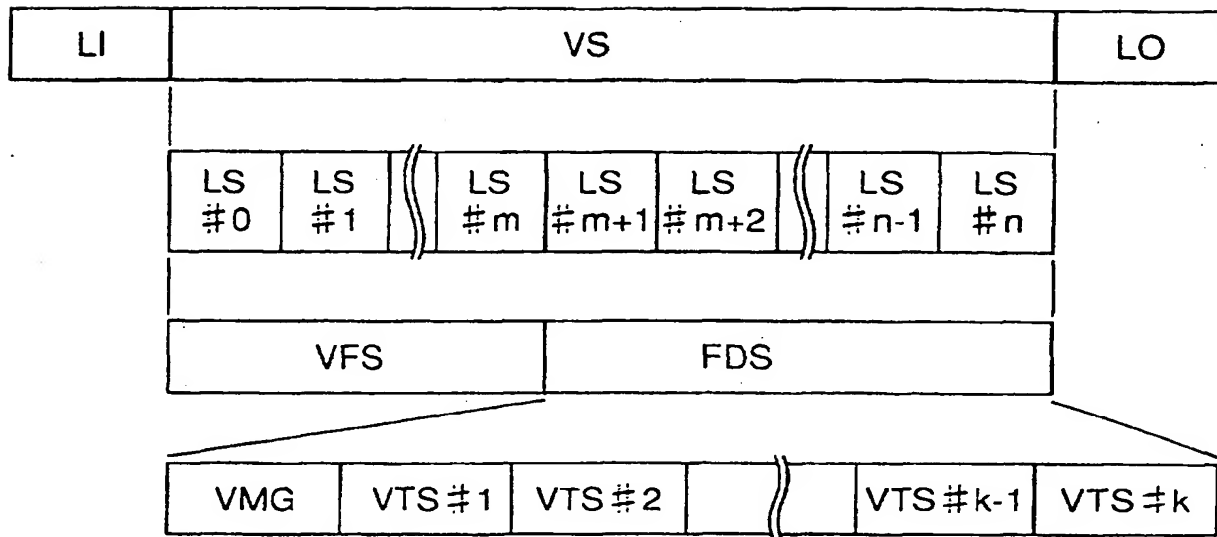 LI VS LO
LS #0 LS #1 LS #m LS #m+1 LS #m+2 LS #n-1 LS #n
VFS FDS
VMG VTS#1 VTS#2 VTS#k-1 VTS#k